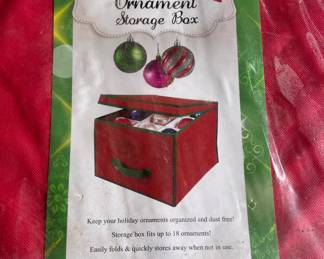 Ornament
Storage Box
Keep your holiday ornaments organized and dust free!
Storage box fits up to 18 ornaments!
Easily folds & quickly stores away when not in use.